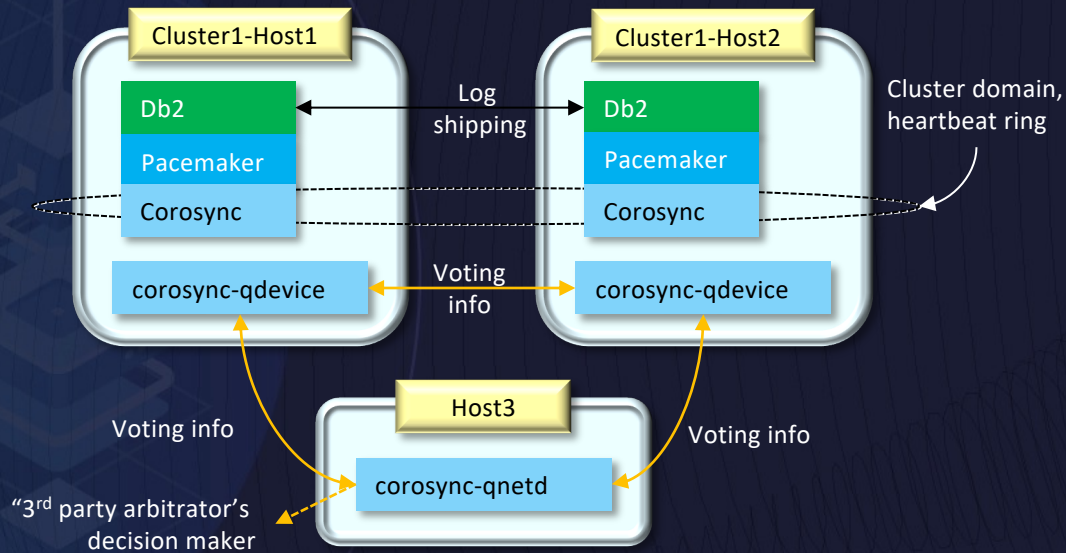 Cluster1-Host1
Cluster1-Host2
Db2
Pacemaker
Corosync
corosync-qdevice
Log
shipping
Db2
Pacemaker
Corosync
corosync-qdevice
Cluster domain,
heartbeat ring
Voting
info
Host3
corosync-qnetd
Voting info
Voting info
“3rd party arbitrator’s
decision maker